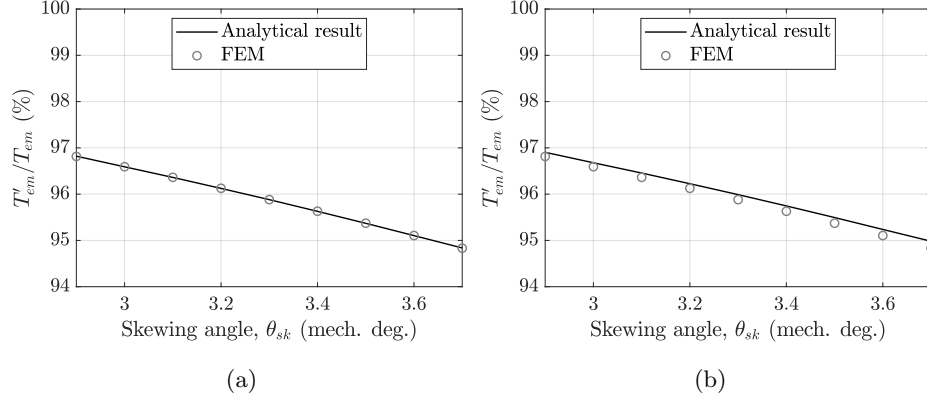 100
99
98
97
96
95
94
T'em/Tem (%)
Analytical result
FEM
3
3.2
3.4
3.6
Skewing angle, θsk (mech. deg.)
(a)
100
99
98
97
96
95
94
T'em/Tem (%)
Analytical result
FEM
3
3.2
3.4
3.6
Skewing angle, θsk (mech. deg.)
(b)